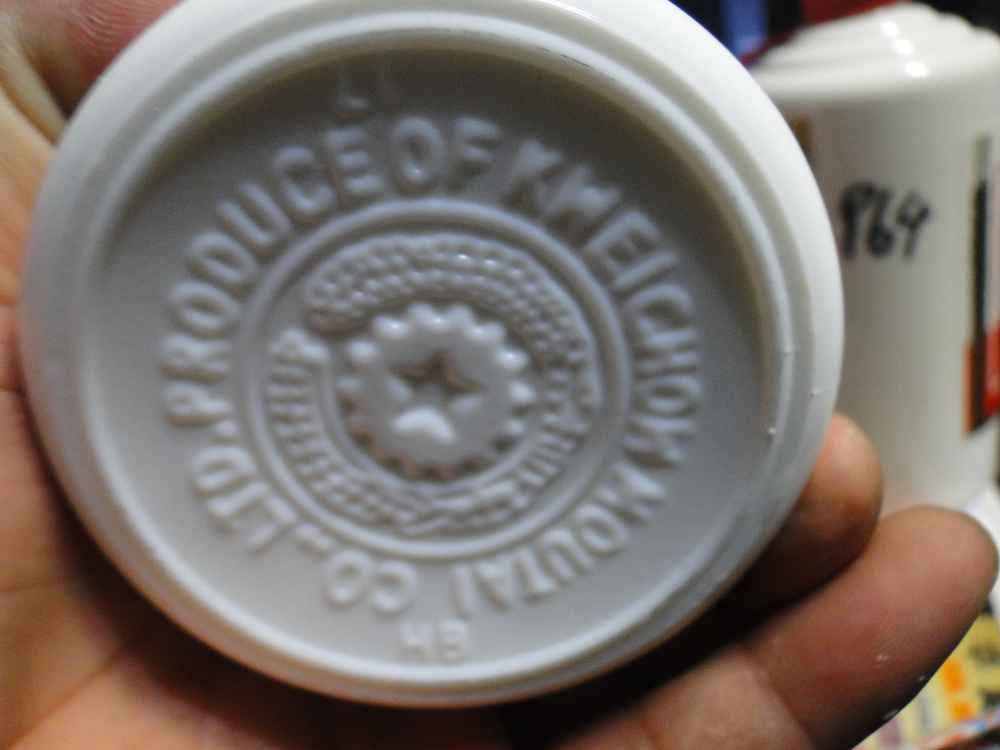 PRODUCE OF KWEICHOW MOUTAI CO., LTD.
HB
964